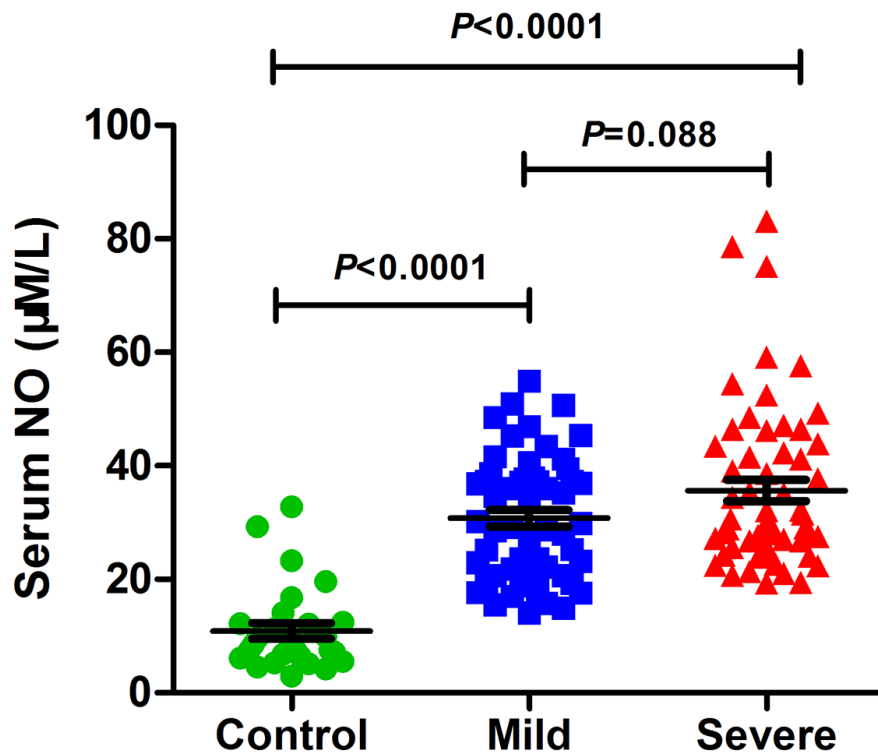 P<0.0001
P=0.088
P<0.0001
Serum NO (µM/L)
100
80
60
40
20
0
Control Mild Severe